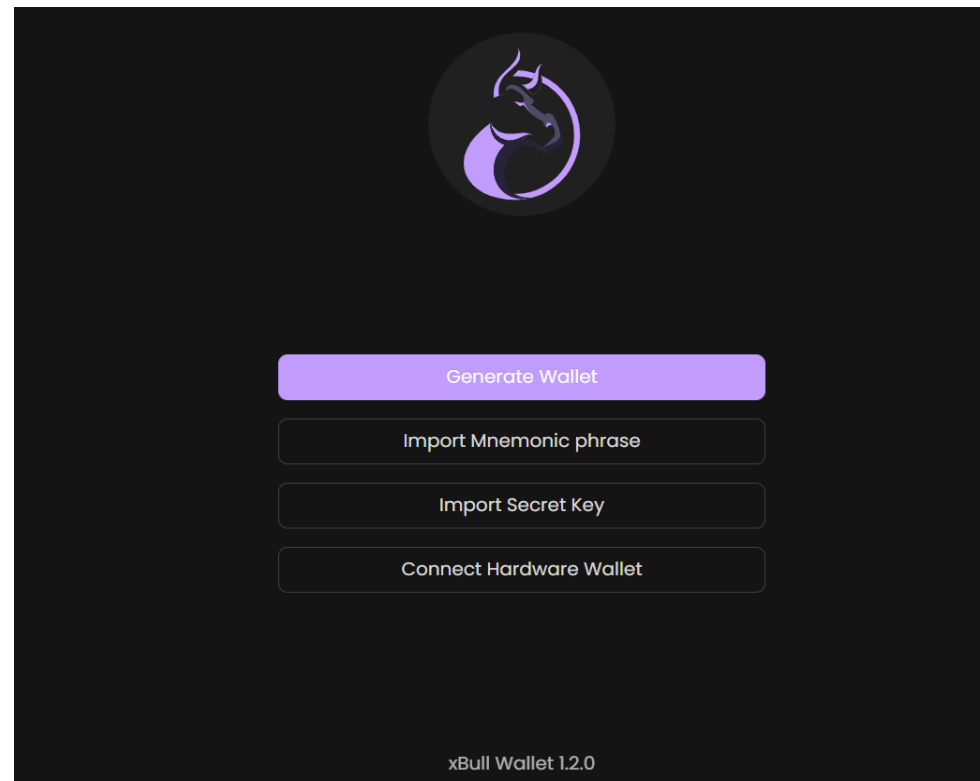 Generate Wallet
Import Mnemonic phrase
Import Secret Key
Connect Hardware Wallet
xBull Wallet 1.2.0